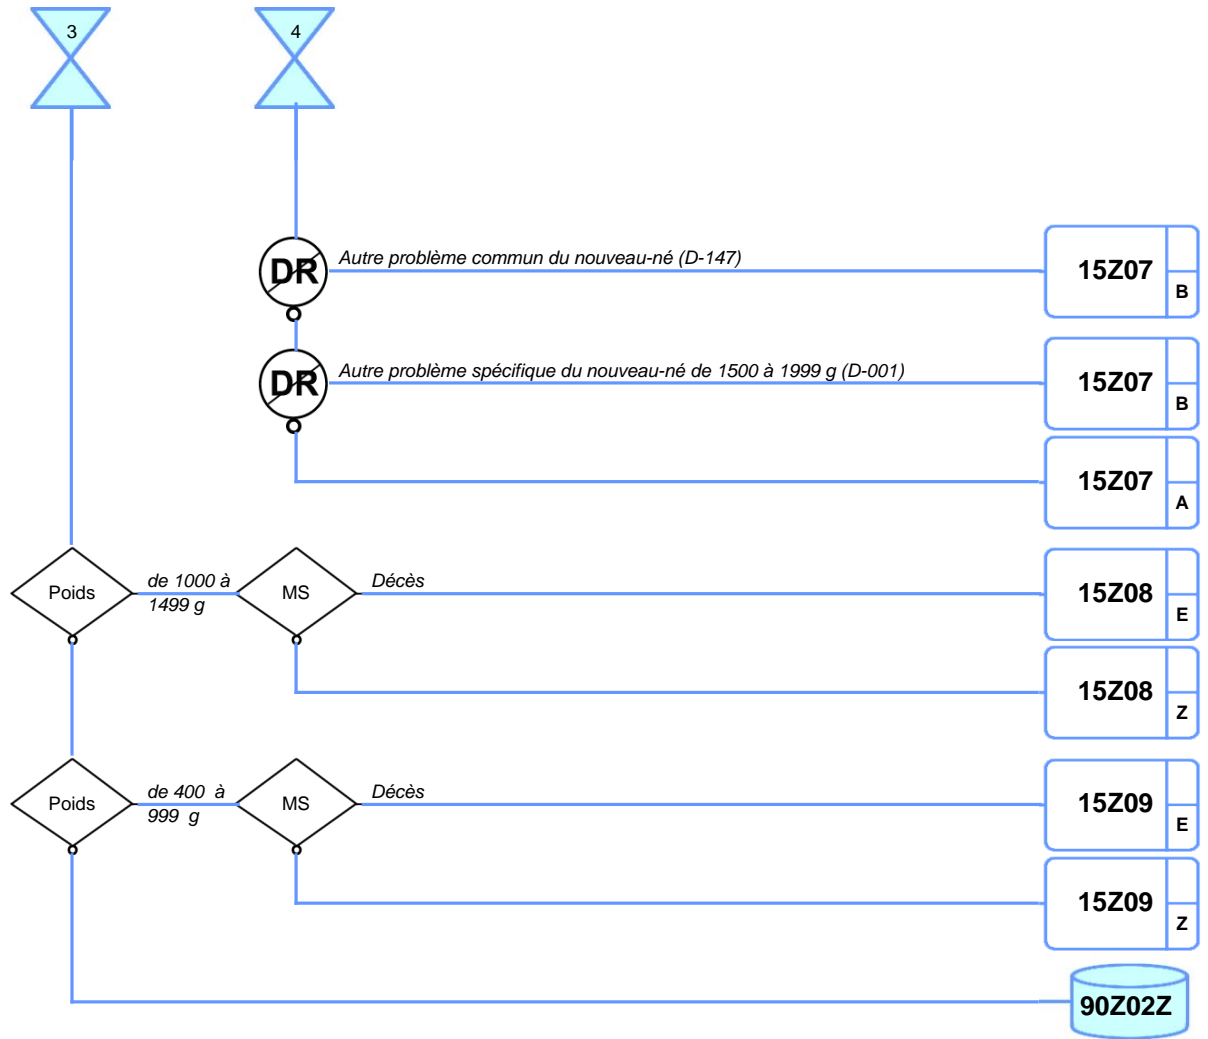 3
4
DR
Autre problème commun du nouveau-né (D-147)
15Z07
B
DR
Autre problème spécifique du nouveau-né de 1500 à 1999 g (D-001)
15Z07
B
15Z07
A
Poids
de 1000 à
1499 g
MS
Décès
15Z08
E
15Z08
Z
Poids
de 400 à
999 g
MS
Décès
15Z09
E
15Z09
Z
90Z02Z